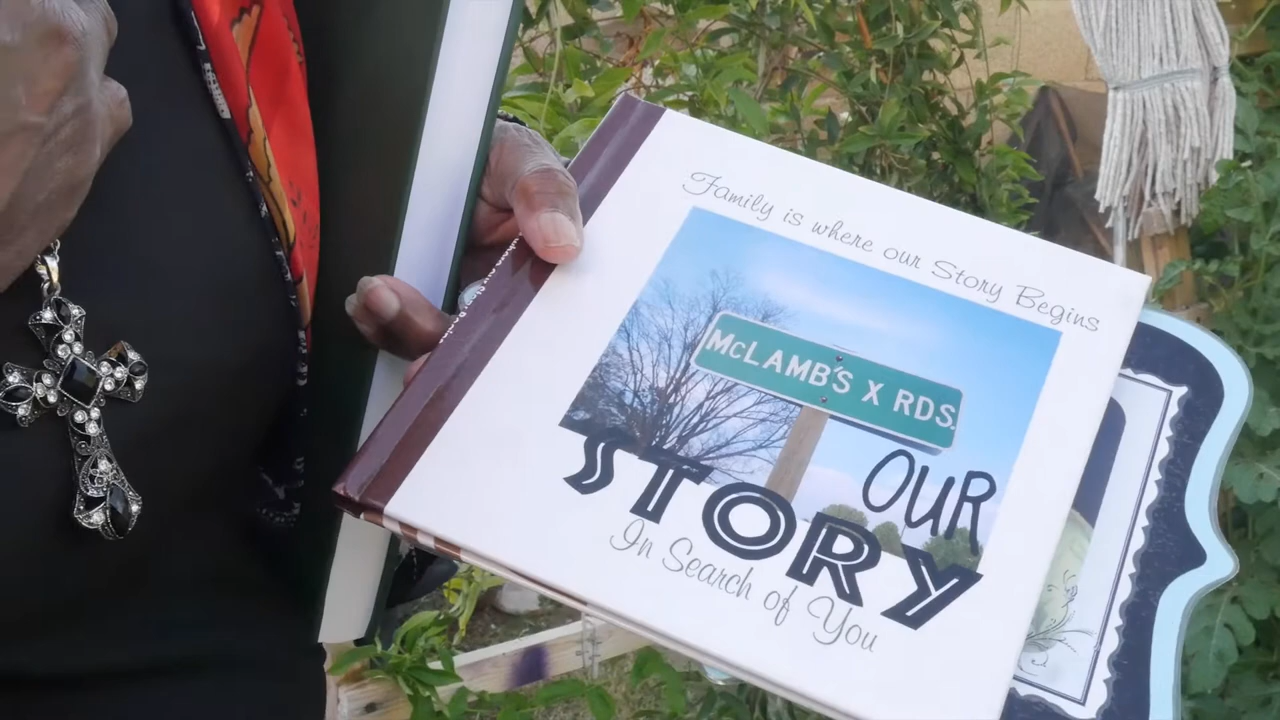 Family is where our Story Begins
McLAMB'S X RDS.
OUR
STORY
In Search of You